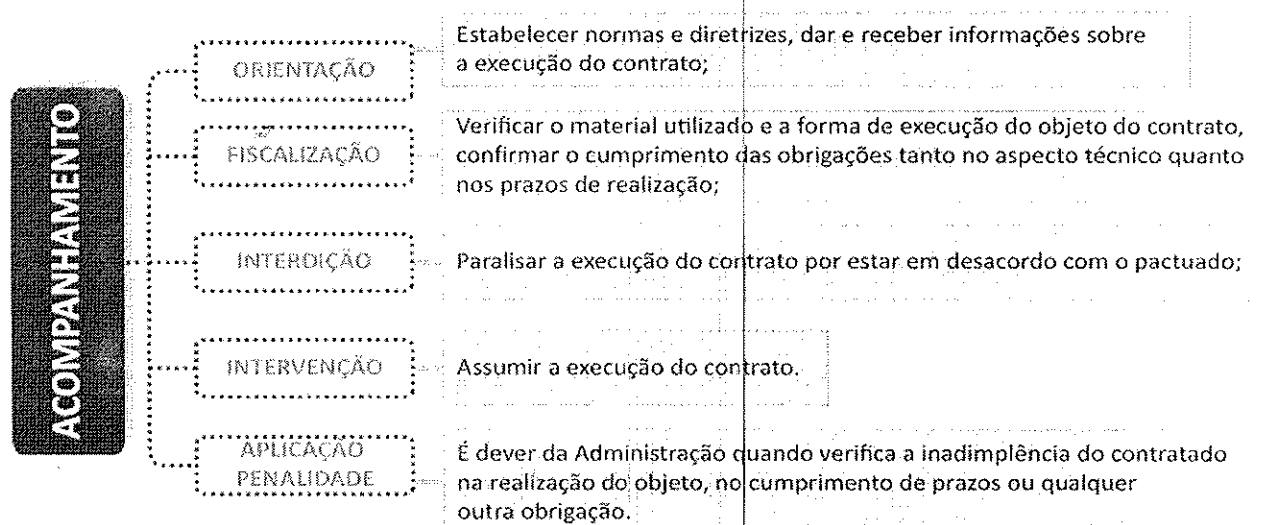 ACOMPANHAMENTO
ORIENTAÇÃO
Estabelecer normas e diretrizes, dar e receber informações sobre
a execução do contrato;
FISCALIZAÇÃO
Verificar o material utilizado e a forma de execução do objeto do contrato,
confirmar o cumprimento das obrigações tanto no aspecto técnico quanto
nos prazos de realização;
INTERDIÇÃO
Paralisar a execução do contrato por estar em desacordo com o pactuado;
INTERVENÇÃO
Assumir a execução do contrato.
APLICAÇÃO
PENALIDADE
É dever da Administração quando verifica a inadimplência do contratado
na realização do objeto, no cumprimento de prazos ou qualquer
outra obrigação.